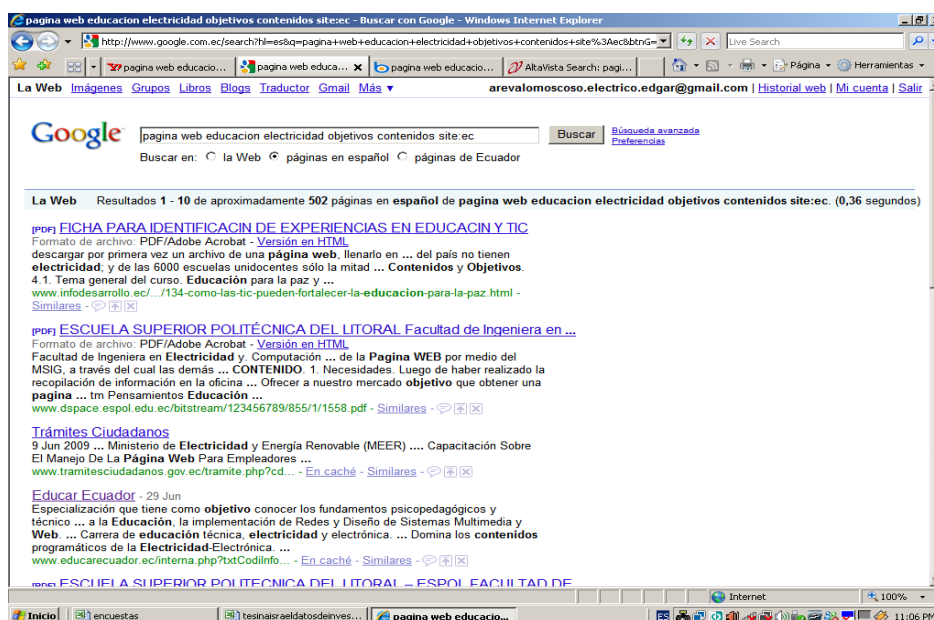 pagina web educacion electricidad objetivos contenidos site:ec - Buscar con Google - Windows Internet Explorer
http://www.google.com.ec/search?hl=es&q=pagina+web+educacion+electricidad+objetivos+contenidos+site%3Aec&btnG=
Live Search
pagina web educacio...
pagina web educa...
pagina web educacio...
AltaVista Search: pagi...
Página
Herramientas
La Web Imágenes Grupos Libros Blogs Traductor Gmail Más ▼
arevalomoscoso.electrico.edgar@gmail.com | Historial web | Mi cuenta | Salir
Google
pagina web educacion electricidad objetivos contenidos site:ec
Buscar
Búsqueda avanzada
Preferencias
Buscar en: la Web páginas en español páginas de Ecuador
La Web Resultados 1 - 10 de aproximadamente 502 páginas en español de pagina web educacion electricidad objetivos contenidos site:ec. (0,36 segundos)
[PDF] FICHA PARA IDENTIFICACIN DE EXPERIENCIAS EN EDUCACIN Y TIC
Formato de archivo: PDF/Adobe Acrobat - Versión en HTML
descargar por primera vez un archivo de una página web, llenarlo en ... del país no tienen
electricidad; y de las 6000 escuelas unidocentes sólo la mitad ... Contenidos y Objetivos.
4.1. Tema general del curso. Educación para la paz y ...
www.infodesarrollo.ec/.../134-como-las-tic-pueden-fortalecer-la-educacion-para-la-paz.html -
Similares -
[PDF] ESCUELA SUPERIOR POLITÉCNICA DEL LITORAL Facultad de Ingeniera en ...
Formato de archivo: PDF/Adobe Acrobat - Versión en HTML
Facultad de Ingeniera en Electricidad y. Computación ... de la Pagina WEB por medio del
MSIG, a través del cual las demás ... CONTENIDO. 1. Necesidades. Luego de haber realizado la
recopilación de información en la oficina ... Ofrecer a nuestro mercado objetivo que obtener una
pagina ... tm Pensamientos Educación ...
www.dspace.espol.edu.ec/bitstream/123456789/855/1/1558.pdf - Similares -
Trámites Ciudadanos
9 Jun 2009 ... Ministerio de Electricidad y Energía Renovable (MEER) .... Capacitación Sobre
El Manejo De La Página Web Para Empleadores ...
www.tramitesciudadanos.gov.ec/tramite.php?cd... - En caché - Similares -
Educar Ecuador - 29 Jun
Especialización que tiene como objetivo conocer los fundamentos psicopedagógicos y
técnico ... a la Educación, la implementación de Redes y Diseño de Sistemas Multimedia y
Web. ... Carrera de educación técnica, electricidad y electrónica. ... Domina los contenidos
programáticos de la Electricidad-Electrónica. ...
www.educarecuador.ec/interna.php?txtCodiInfo... - En caché - Similares -
[PDF] ESCUELA SUPERIOR POLITECNICA DEL LITORAL – ESPOL FACULTAD DE
Internet
100%
Inicio
encuestas
tesinaisraeldatosdeinves...
pagina web educacio...
ES
11:06 PM